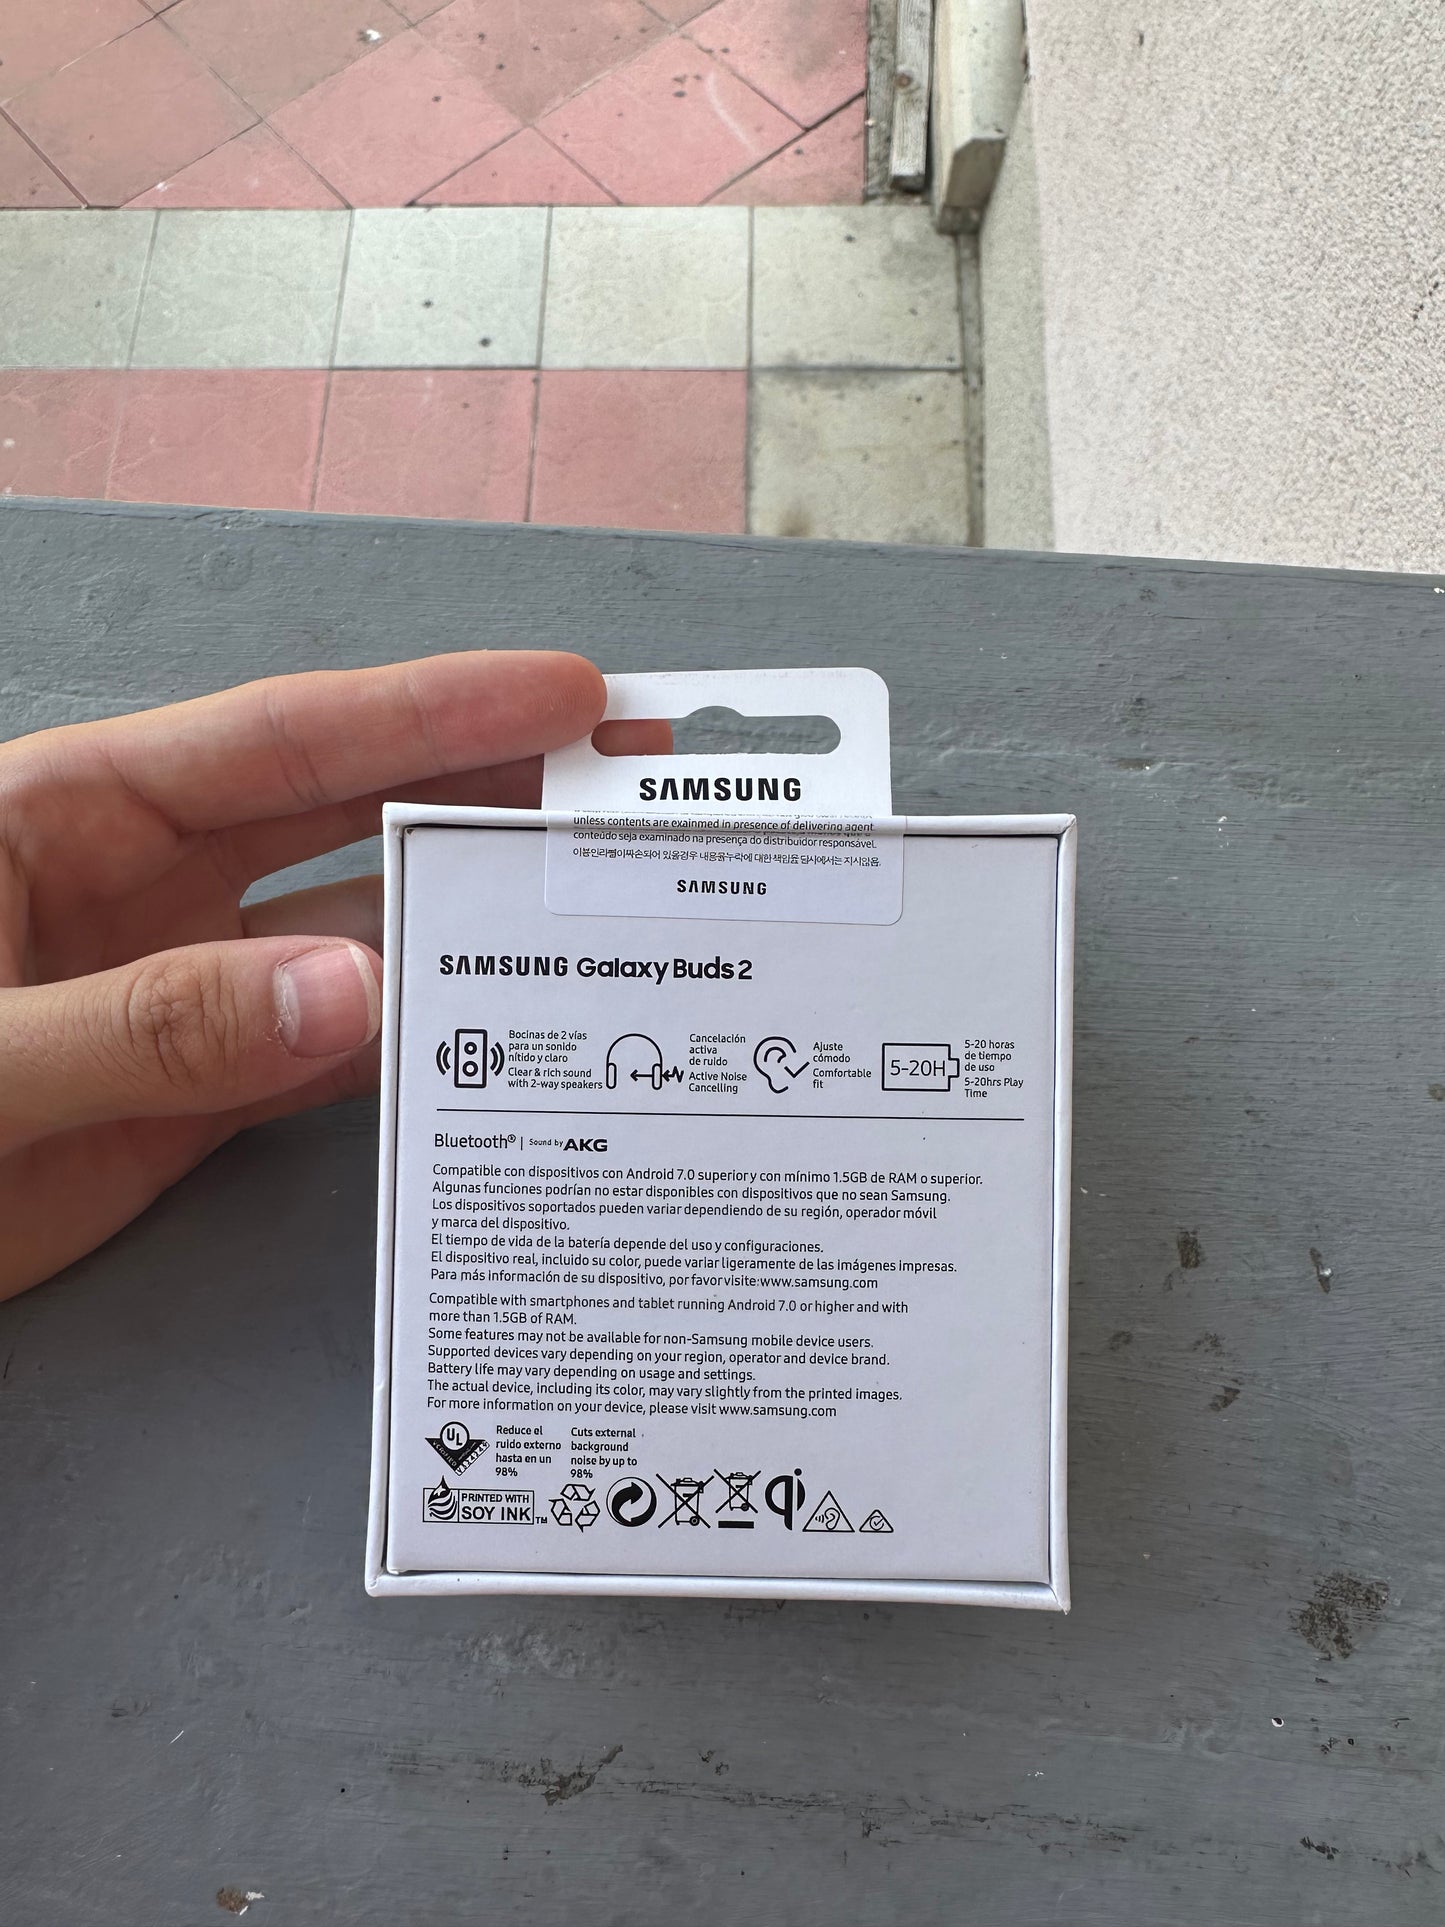 SAMSUNG
unless contents are exainmed in presence of delivering agent.
conteúdo seja examinado na presença do distribuidor responsável.
SAMSUNG
SAMSUNG Galaxy Buds2
Bocinas de 2 vías
para un sonido
nítido y claro
Clear & rich sound
with 2-way speakers
Cancelación
activa
de ruido
Active Noise
Cancelling
Ajuste
cómodo
Comfortable
fit
5-20H
5-20 horas
de tiempo
de uso
5-20hrs Play
Time
Bluetooth® | Sound by AKG
Compatible con dispositivos con Android 7.0 superior y con mínimo 1.5GB de RAM o superior.
Algunas funciones podrían no estar disponibles con dispositivos que no sean Samsung.
Los dispositivos soportados pueden variar dependiendo de su región, operador móvil
y marca del dispositivo.
El tiempo de vida de la batería depende del uso y configuraciones.
El dispositivo real, incluido su color, puede variar ligeramente de las imágenes impresas.
Para más información de su dispositivo, por favor visite:www.samsung.com
Compatible with smartphones and tablet running Android 7.0 or higher and with
more than 1.5GB of RAM.
Some features may not be available for non-Samsung mobile device users.
Supported devices vary depending on your region, operator and device brand.
Battery life may vary depending on usage and settings.
The actual device, including its color, may vary slightly from the printed images.
For more information on your device, please visit www.samsung.com
UL
Reduce el
ruido externo
hasta en un
98%
Cuts external
background
noise by up to
98%
PRINTED WITH
SOY INK™
qi